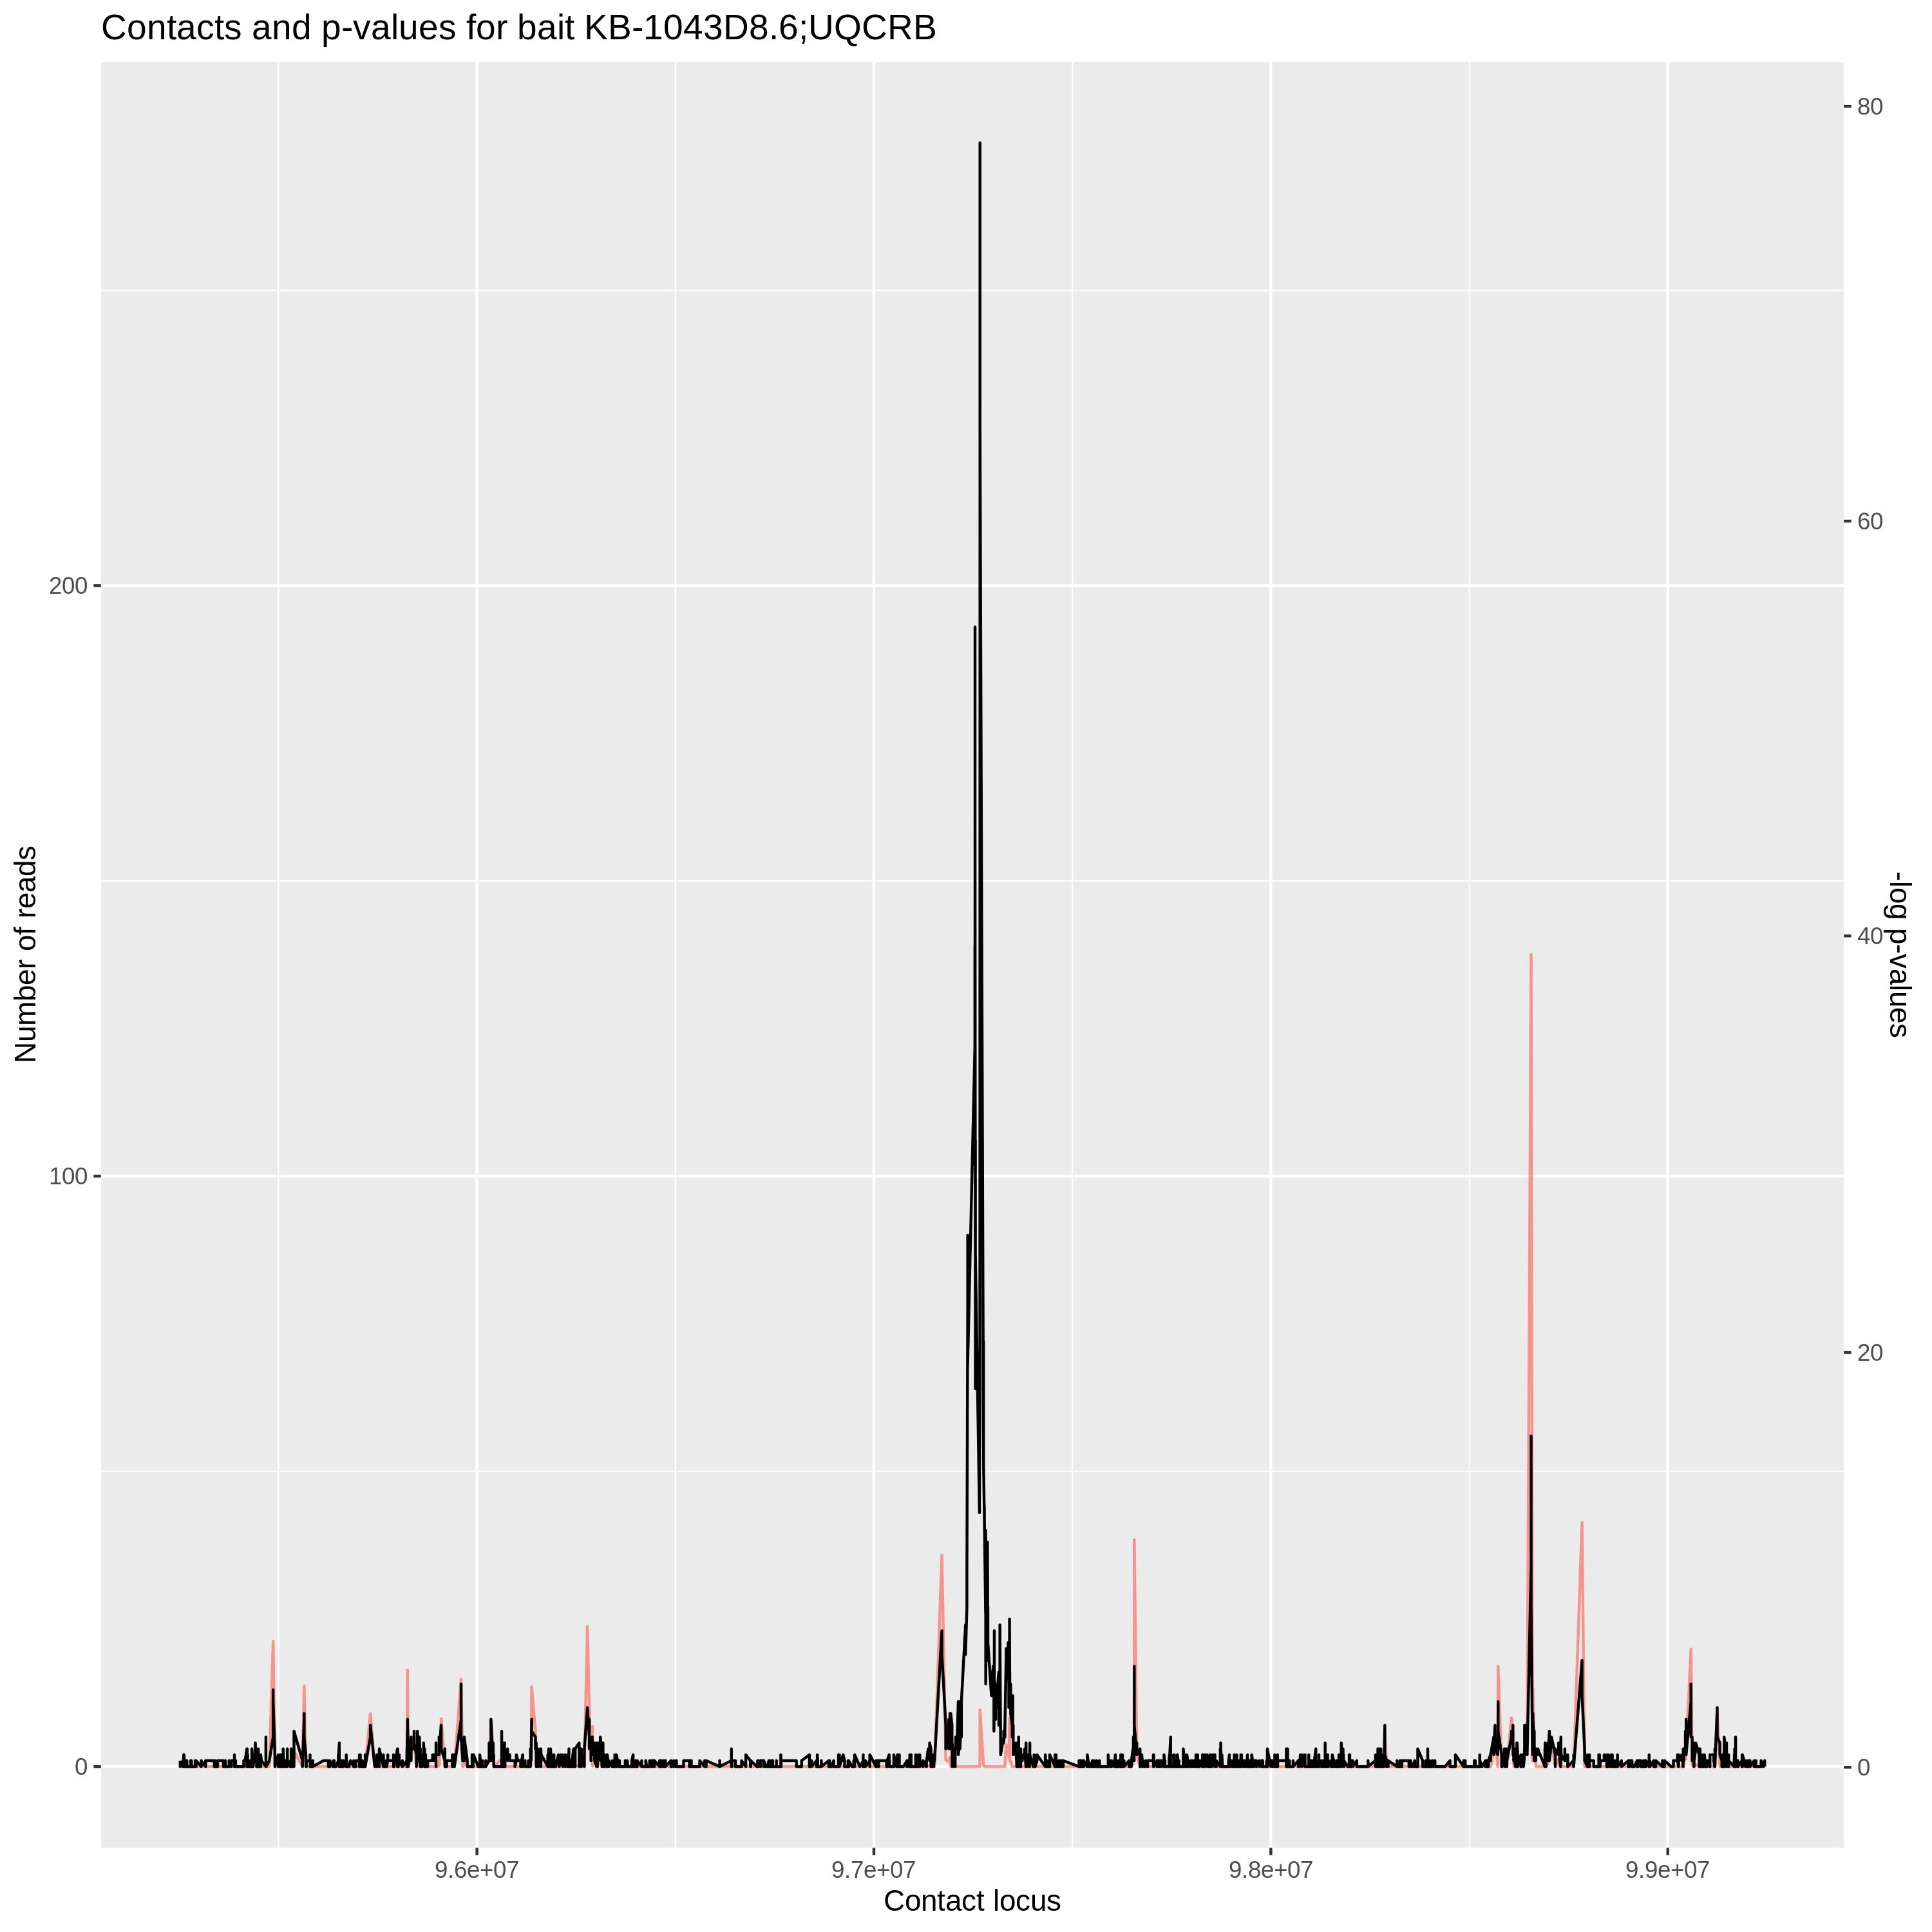 Contacts and p-values for bait KB-1043D8.6;UQCRB
80
60
200
Number of reads
-log p-values
40
100
20
0
0
9.6e+07
9.7e+07
9.8e+07
9.9e+07
Contact locus